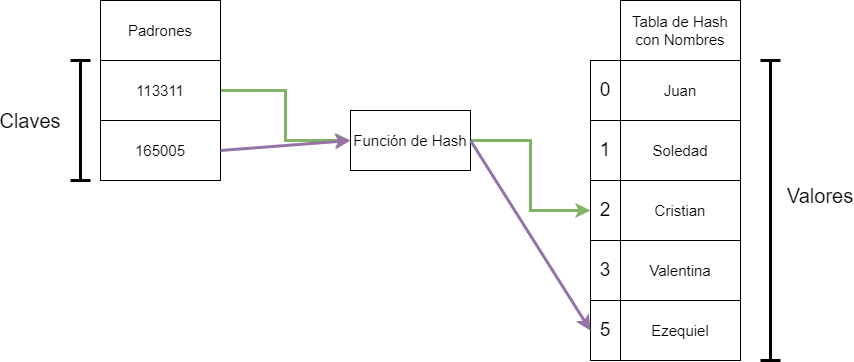 Padrones
113311
165005
Claves
Función de Hash
Tabla de Hash
con Nombres
0 Juan
1 Soledad
2 Cristian
3 Valentina
5 Ezequiel
Valores